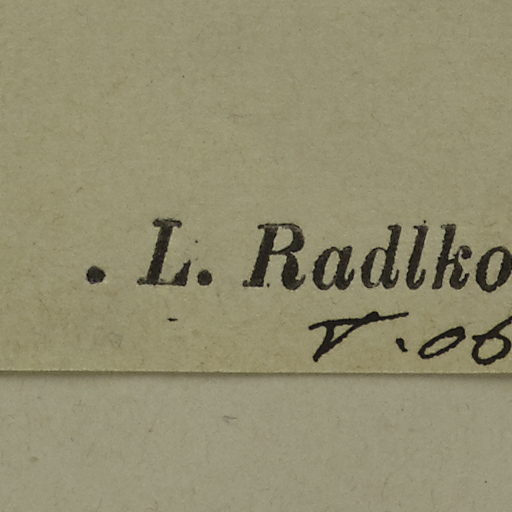 . L. Radlko
V. 06